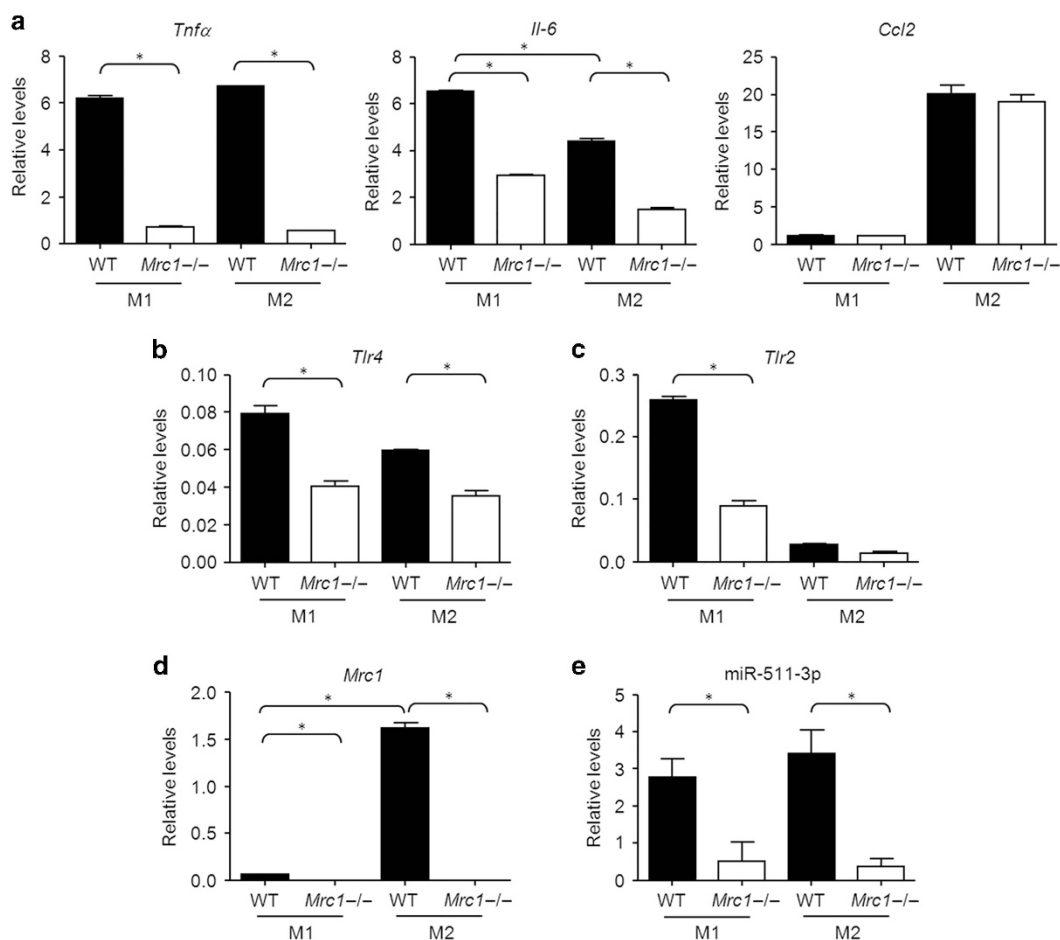 a
Tnfα
Relative levels
8
6
4
2
0
*
*
WT Mrc1–/– WT Mrc1–/–
M1 M2
Il-6
Relative levels
8
6
4
2
0
*
*
*
WT Mrc1–/– WT Mrc1–/–
M1 M2
Ccl2
Relative levels
25
20
15
10
5
0
WT Mrc1–/– WT Mrc1–/–
M1 M2
b
Tlr4
Relative levels
0.10
0.08
0.06
0.04
0.02
0.00
*
*
WT Mrc1–/– WT Mrc1–/–
M1 M2
c
Tlr2
Relative levels
0.3
0.2
0.1
0.0
*
WT Mrc1–/– WT Mrc1–/–
M1 M2
d
Mrc1
Relative levels
2.0
1.5
1.0
0.5
0.0
*
*
*
WT Mrc1–/– WT Mrc1–/–
M1 M2
e
miR-511-3p
Relative levels
5
4
3
2
1
0
*
*
WT Mrc1–/– WT Mrc1–/–
M1 M2